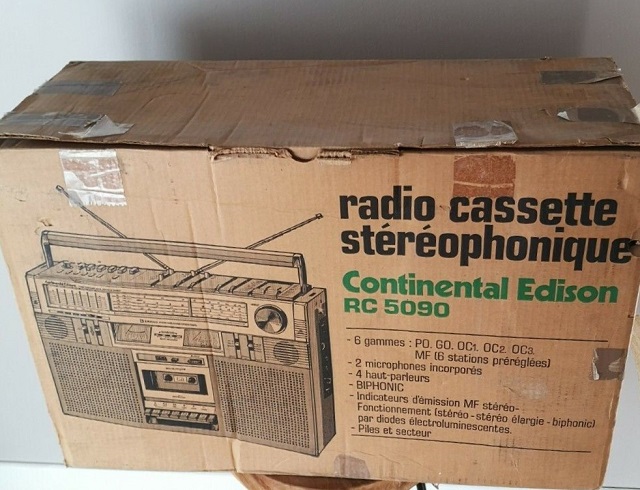 radio cassette
stéréophonique
Continental Edison
RC 5090
- 6 gammes : PO. GO. OC1. OC2. OC3.
MF (6 stations préréglées)
- 2 microphones incorporés
- 4 haut-parleurs
- BIPHONIC
- Indicateurs d'émission MF stéréo-
Fonctionnement (stéréo - stéréo élargie - biphonic)
par diodes électroluminescentes.
- Piles et secteur